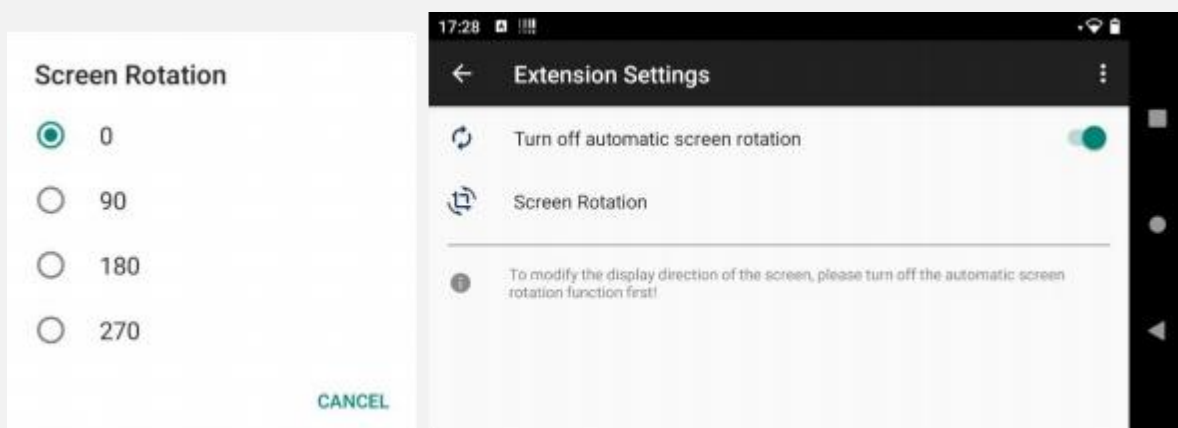 Screen Rotation
0
90
180
270
CANCEL
17:28
Extension Settings
Turn off automatic screen rotation
Screen Rotation
To modify the display direction of the screen, please turn off the automatic screen
rotation function first!